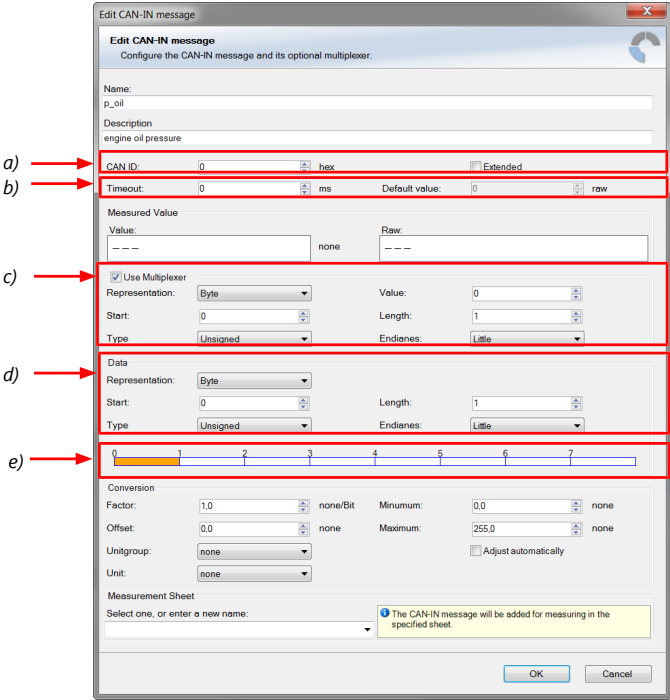 Edit CAN-IN message
Edit CAN-IN message
Configure the CAN-IN message and its optional multiplexer.
Name:
p_oil
Description
engine oil pressure
a) CAN ID: 0 hex Extended
b) Timeout: 0 ms Default value: 0 raw
Measured Value
Value: Raw:
--- none ---
c) Use Multiplexer
Representation: Byte Value: 0
Start: 0 Length: 1
Type Unsigned Endianes: Little
Data
d) Representation: Byte
Start: 0 Length: 1
Type Unsigned Endianes: Little
e) 0 1 2 3 4 5 6 7
Conversion
Factor: 1,0 none/Bit Minumum: 0,0 none
Offset: 0,0 none Maximum: 255,0 none
Unitgroup: none Adjust automatically
Unit: none
Measurement Sheet
Select one, or enter a new name: The CAN-IN message will be added for measuring in the
specified sheet.
OK Cancel